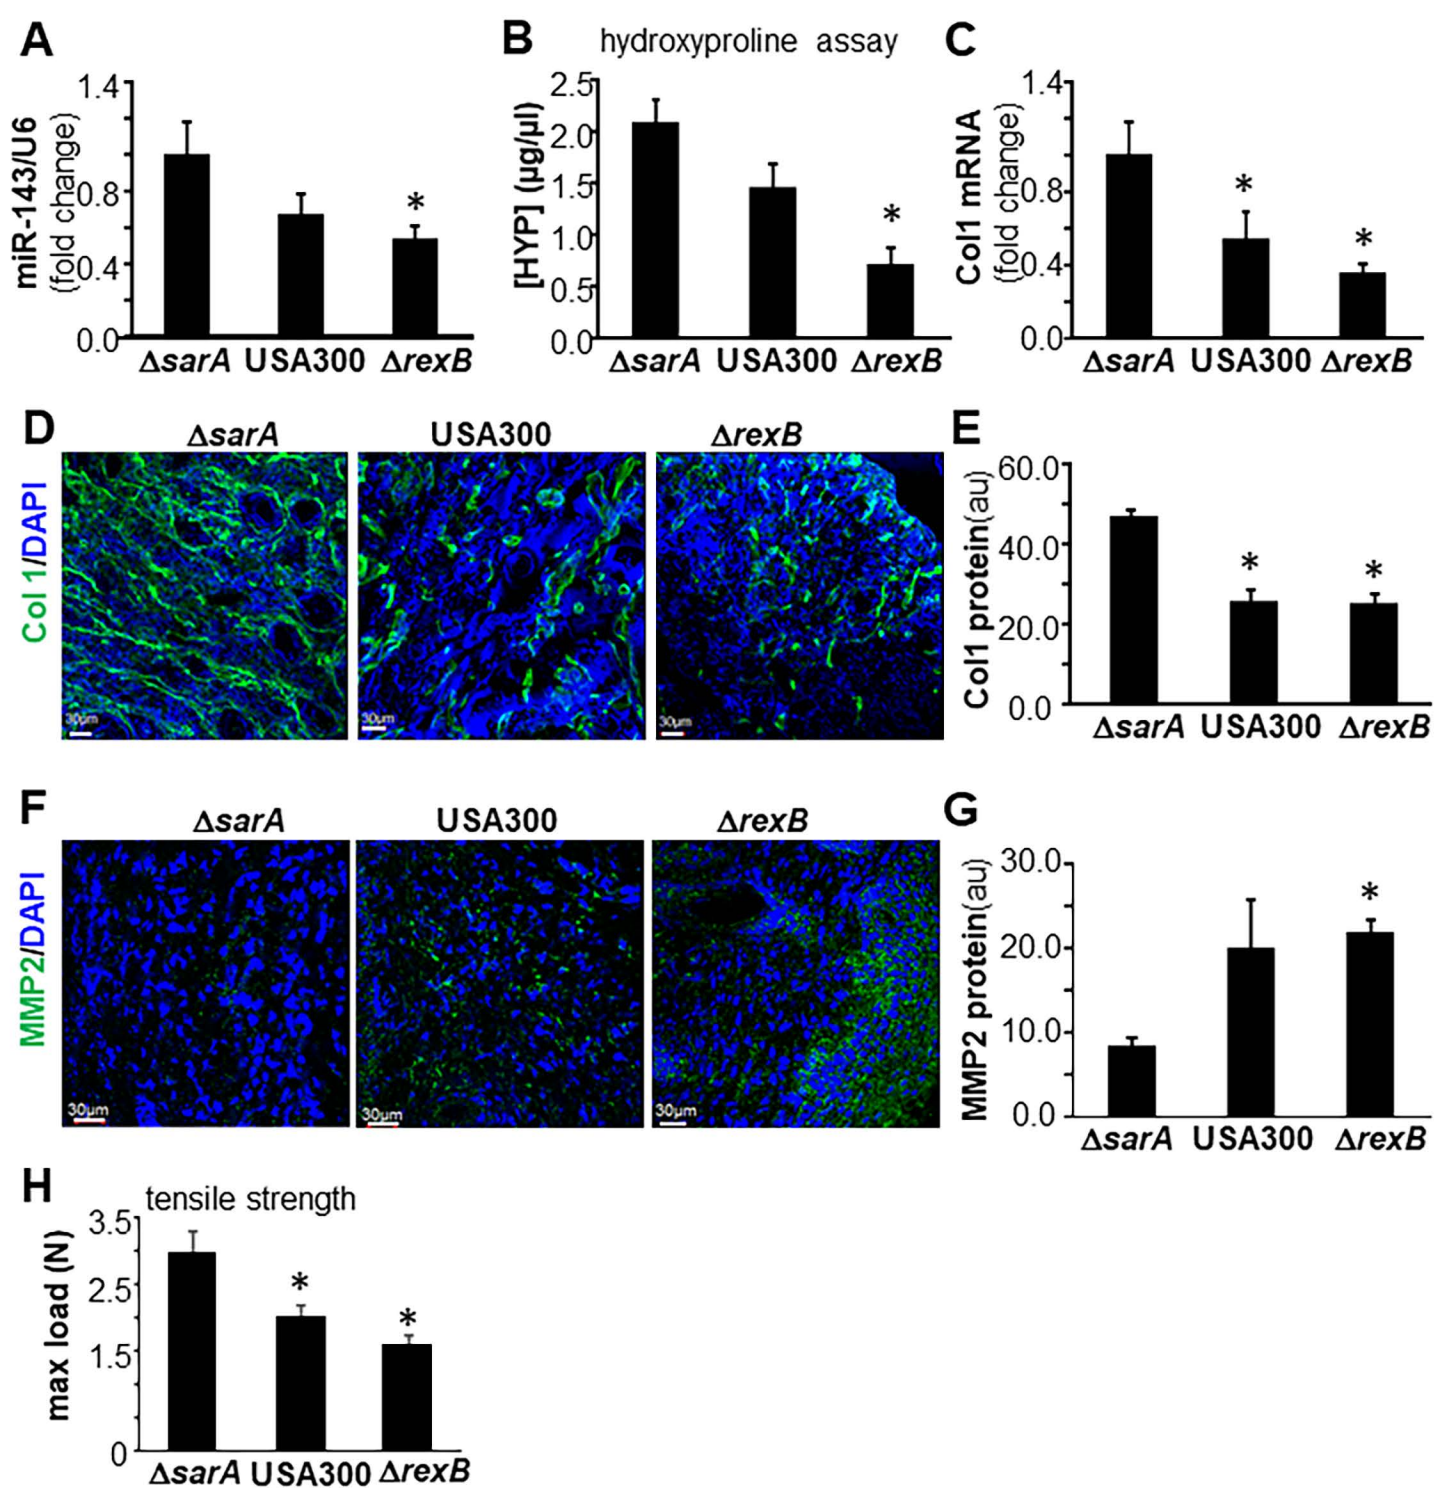 A
miR-143/U6
(fold change)
1.4
0.8
0.4
0.0
ΔsarA USA300 ΔrexB
B
hydroxyproline assay
[HYP] (µg/µl)
2.5
2.0
1.5
1.0
0.5
0.0
ΔsarA USA300 ΔrexB
C
Col1 mRNA
(fold change)
1.4
0.8
0.4
0.0
ΔsarA USA300 ΔrexB
*
*
*
*
D
ΔsarA USA300 ΔrexB
Col 1/DAPI
30µm
30µm
30µm
E
Col1 protein(au)
60.0
40.0
20.0
0.0
*
*
ΔsarA USA300 ΔrexB
F
ΔsarA USA300 ΔrexB
MMP2/DAPI
30µm
30µm
30µm
G
MMP2 protein(au)
30.0
20.0
10.0
0.0
*
ΔsarA USA300 ΔrexB
H
tensile strength
max load (N)
3.5
2.5
1.5
0
*
*
ΔsarA USA300 ΔrexB